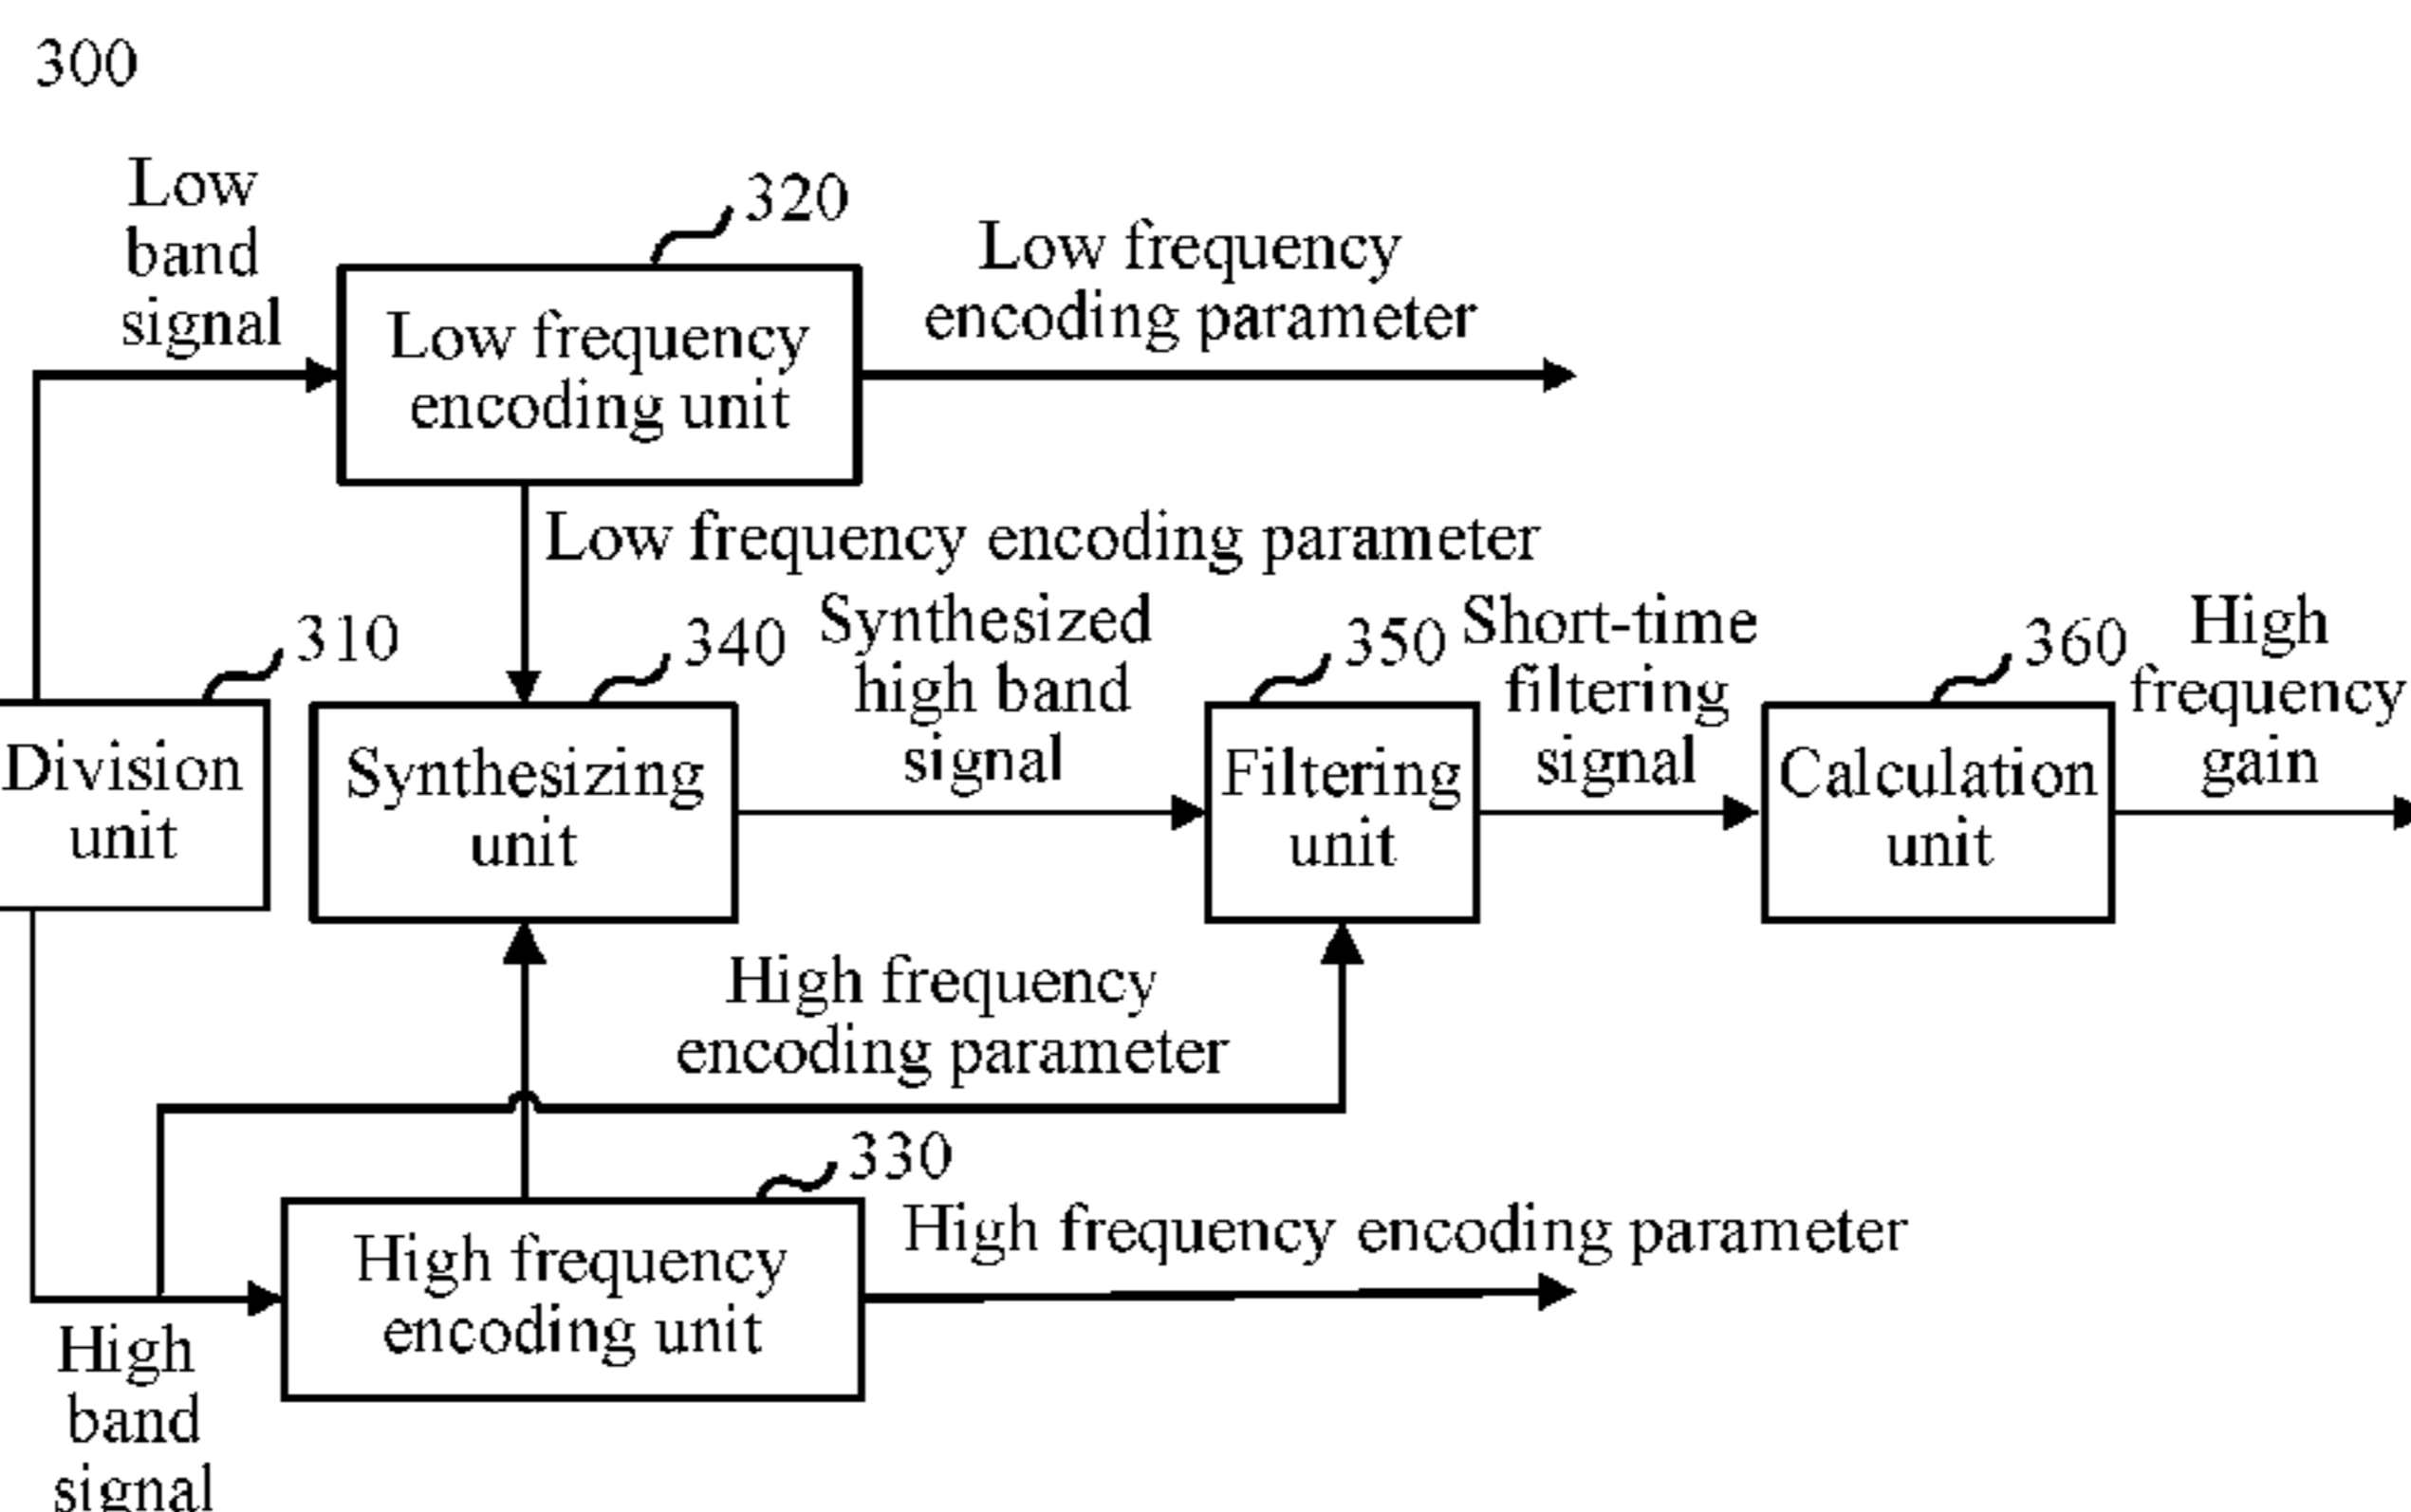 300
Low
band
signal
320
Low frequency
encoding unit
Low frequency
encoding parameter
Low frequency encoding parameter
310
Division
unit
340
Synthesizing
unit
Synthesized
high band
signal
350
Filtering
unit
Short-time
filtering
signal
360
Calculation
unit
High
frequency
gain
High frequency
encoding parameter
330
High frequency
encoding unit
High frequency encoding parameter
High
band
signal